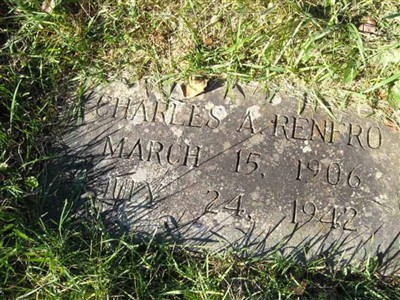 CHARLES A. RENFRO
MARCH 15, 1906
JULY 24, 1942